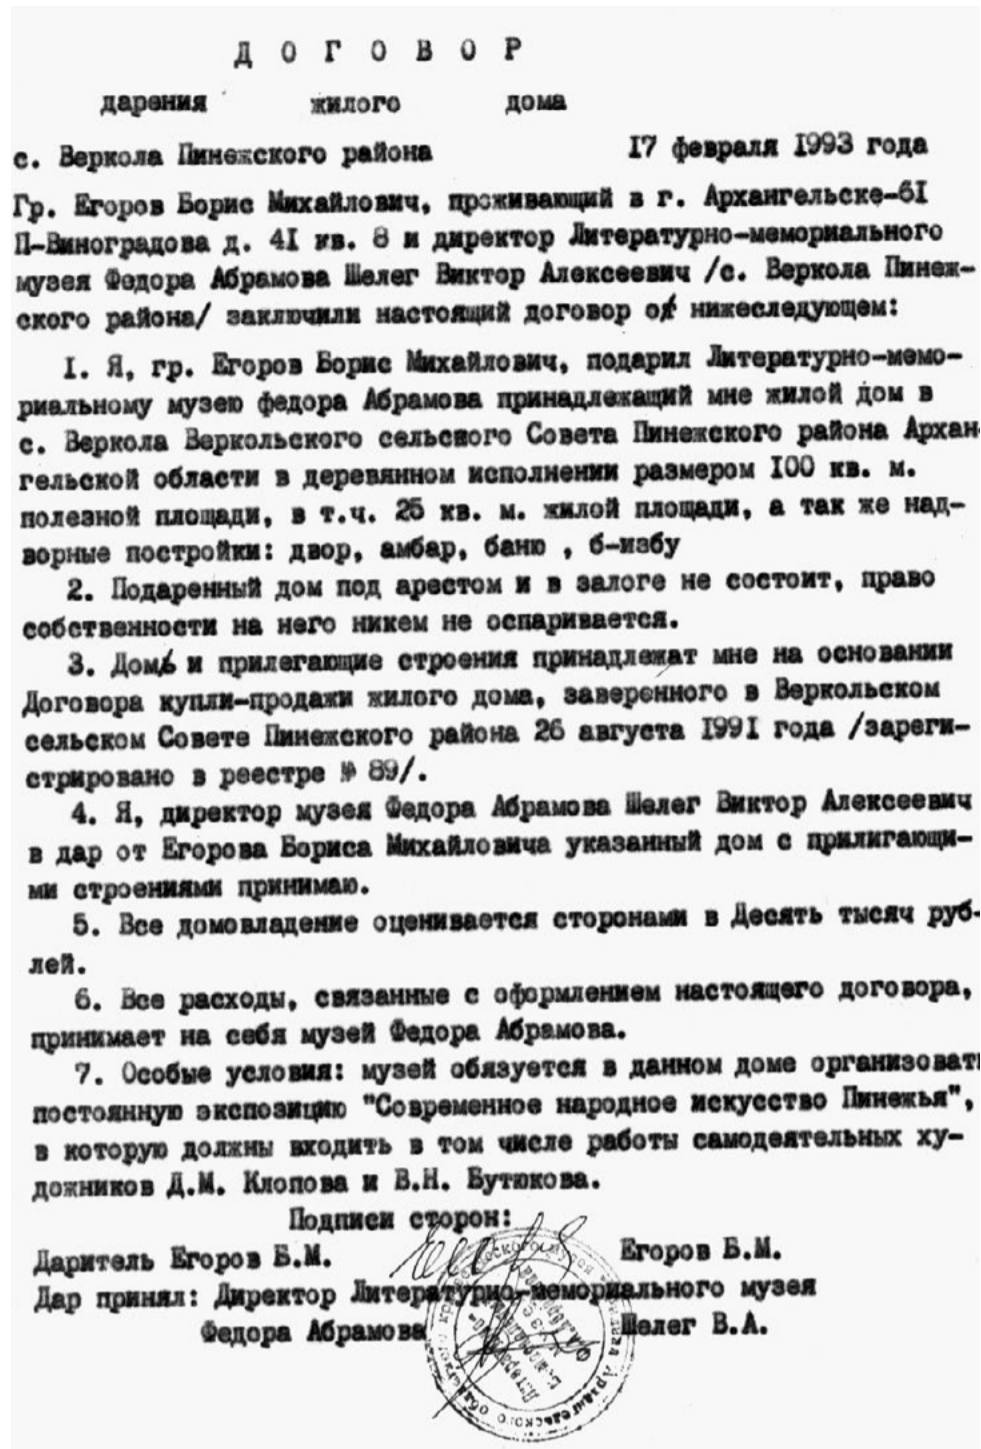 ДОГОВОР
дарения жилого дома
с. Веркола Пинежского района 17 февраля 1993 года
Гр. Егоров Борис Михайлович, проживающий в г. Архангельске-61
П-Виноградова д. 41 кв. 8 и директор Литературно-мемориального
музея Федора Абрамова Шелег Виктор Алексеевич /с. Веркола Пинеж-
ского района/ заключили настоящий договор о нижеследующем:
1. Я, гр. Егоров Борис Михайлович, подарил Литературно-мемо-
риальному музею федора Абрамова принадлежащий мне жилой дом в
с. Веркола Веркольского сельского Совета Пинежского района Архан-
гельской области в деревянном исполнении размером 100 кв. м.
полезной площади, в т.ч. 25 кв. м. жилой площади, а так же над-
ворные постройки: двор, амбар, баню , б-избу
2. Подаренный дом под арестом и в залоге не состоит, право
собственности на него никем не оспаривается.
3. Дом и прилегающие строения принадлежат мне на основании
Договора купли-продажи жилого дома, заверенного в Веркольском
сельском Совете Пинежского района 26 августа 1991 года /зареги-
стрировано в реестре № 89/.
4. Я, директор музея Федора Абрамова Шелег Виктор Алексеевич
в дар от Егорова Бориса Михайловича указанный дом с прилигающи-
ми строениями принимаю.
5. Все домовладение оценивается сторонами в Десять тысяч руб-
лей.
6. Все расходы, связанные с оформлением настоящего договора,
принимает на себя музей Федора Абрамова.
7. Особые условия: музей обязуется в данном доме организоват
постоянную экспозицию "Современное народное искусство Пинежья",
в которую должны входить в том числе работы самодеятельных ху-
дожников Д.М. Клопова и В.Н. Бутюкова.
Подписи сторон:
Даритель Егоров Б.М. Егоров Б.М.
Дар принял: Директор Литературно-мемориального музея
Федора Абрамова Шелег В.А.